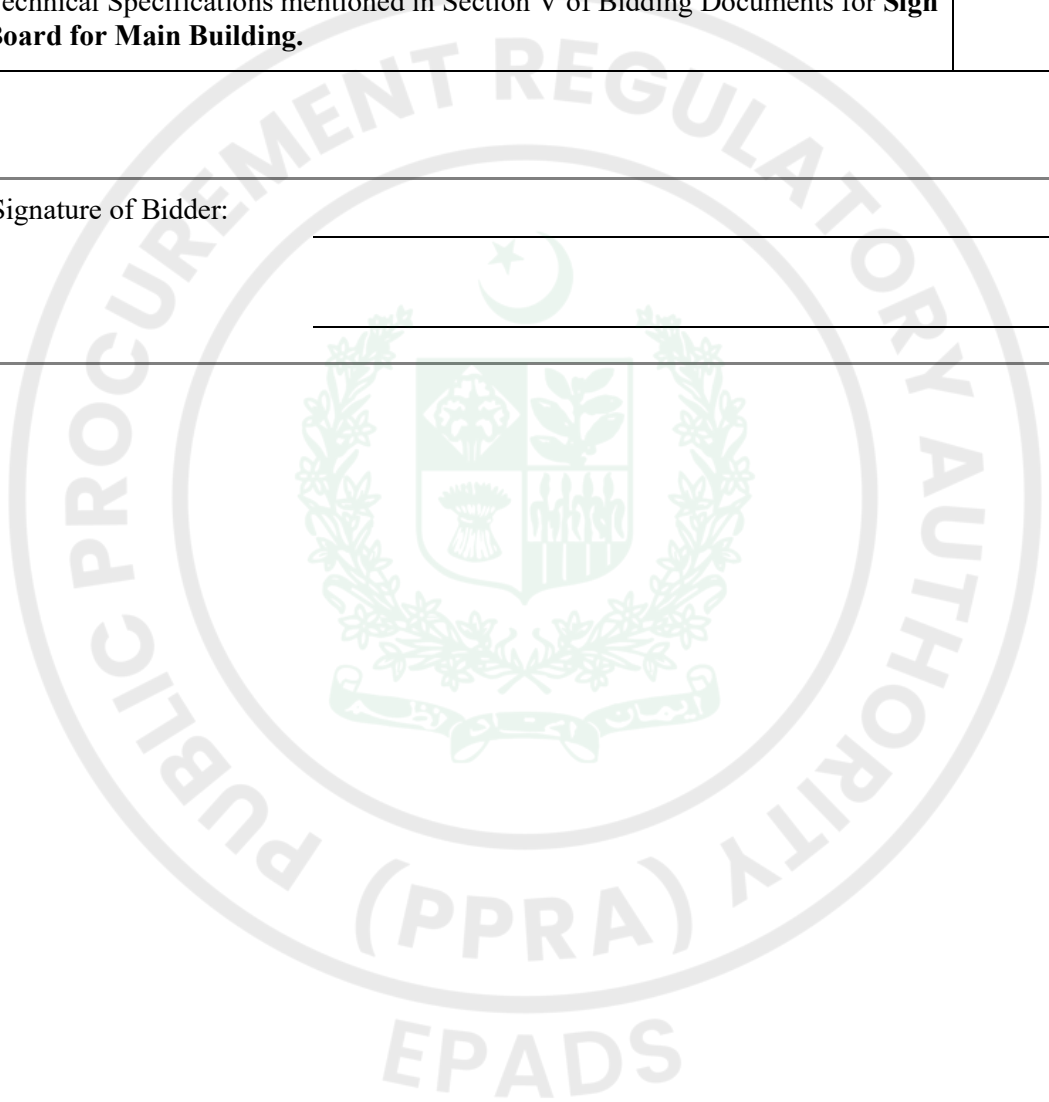 Technical Specifications mentioned in Section V of Bidding Documents for Sign
Board for Main Building.
Signature of Bidder:
PUBLIC PROCUREMENT REGULATORY AUTHORITY
(PPRA)
EPADS